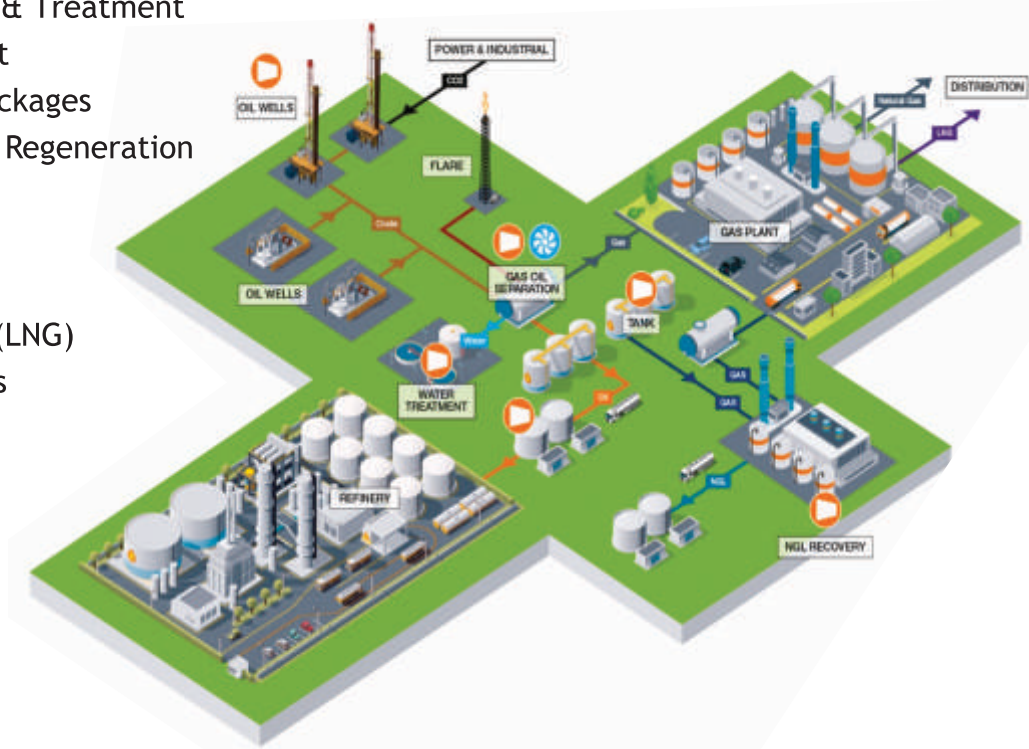 & Treatment
t
ckages
Regeneration
(LNG)
s
POWER & INDUSTRIAL
CO2
OIL WELLS
FLARE
Natural Gas
DISTRIBUTION
LNG
Crude
GAS PLANT
Gas
GAS OIL
SEPARATION
OIL WELLS
TANK
Water
WATER
TREATMENT
GAS
GAS
Oil
REFINERY
NGL
NGL RECOVERY